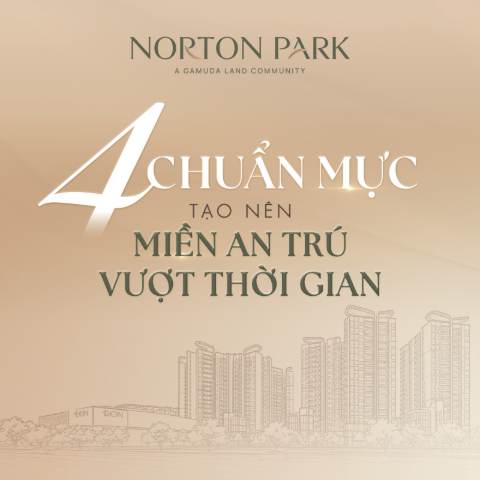 NORTON PARK
A GAMUDA LAND COMMUNITY
4 CHUẨN MỰC
TẠO NÊN
MIỀN AN TRÚ
VƯỢT THỜI GIAN